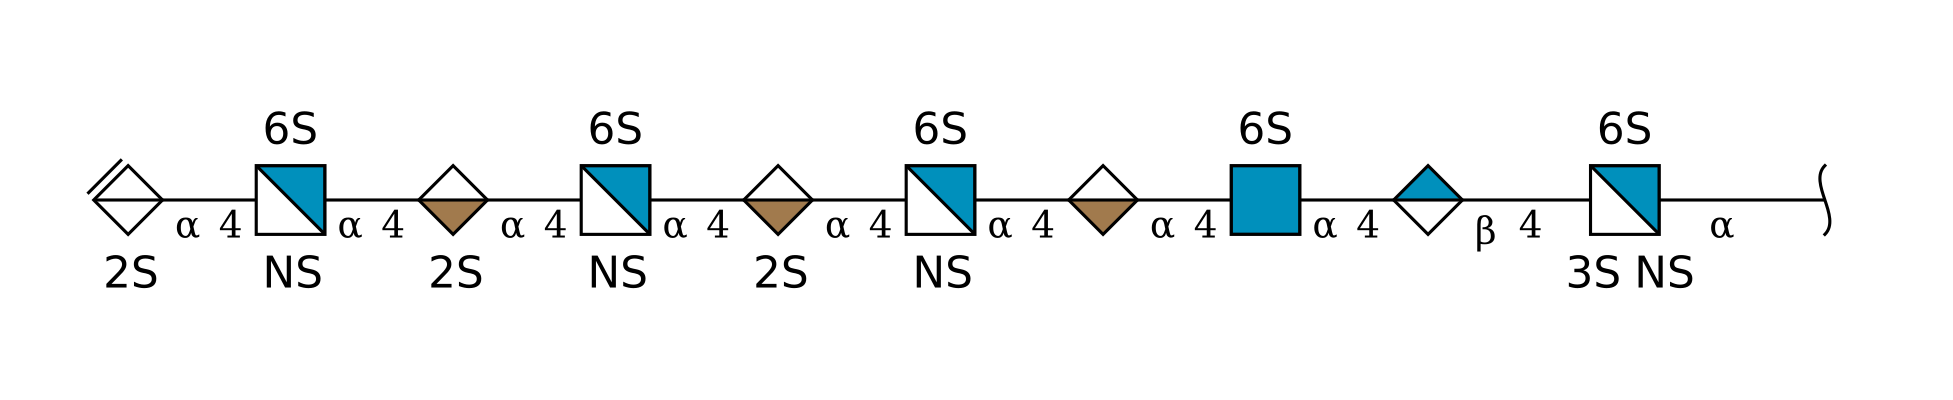 6S 6S 6S 6S 6S
α 4 α 4 α 4 α 4 α 4 α 4 α 4 α 4 β 4 α
2S NS 2S NS 2S NS 3S NS